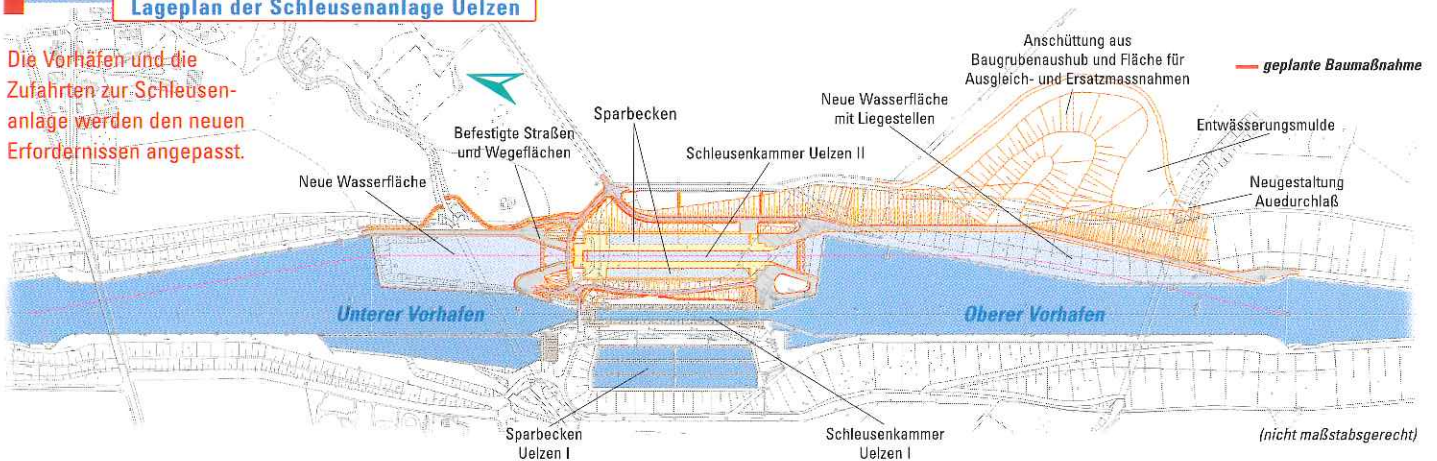 Lageplan der Schleusenanlage Uelzen
Die Vorhäfen und die
Zufahrten zur Schleusen-
anlage werden den neuen
Erfordernissen angepasst.
Anschüttung aus
Baugrubenaushub und Fläche für
Ausgleich- und Ersatzmassnahmen
geplante Baumaßnahme
Neue Wasserfläche
mit Liegestellen
Sparbecken
Befestigte Straßen
und Wegeflächen
Entwässerungsmulde
Schleusenkammer Uelzen II
Neue Wasserfläche
Neugestaltung
Auedurchlaß
Unterer Vorhafen
Oberer Vorhafen
Sparbecken
Uelzen I
Schleusenkammer
Uelzen I
(nicht maßstabsgerecht)